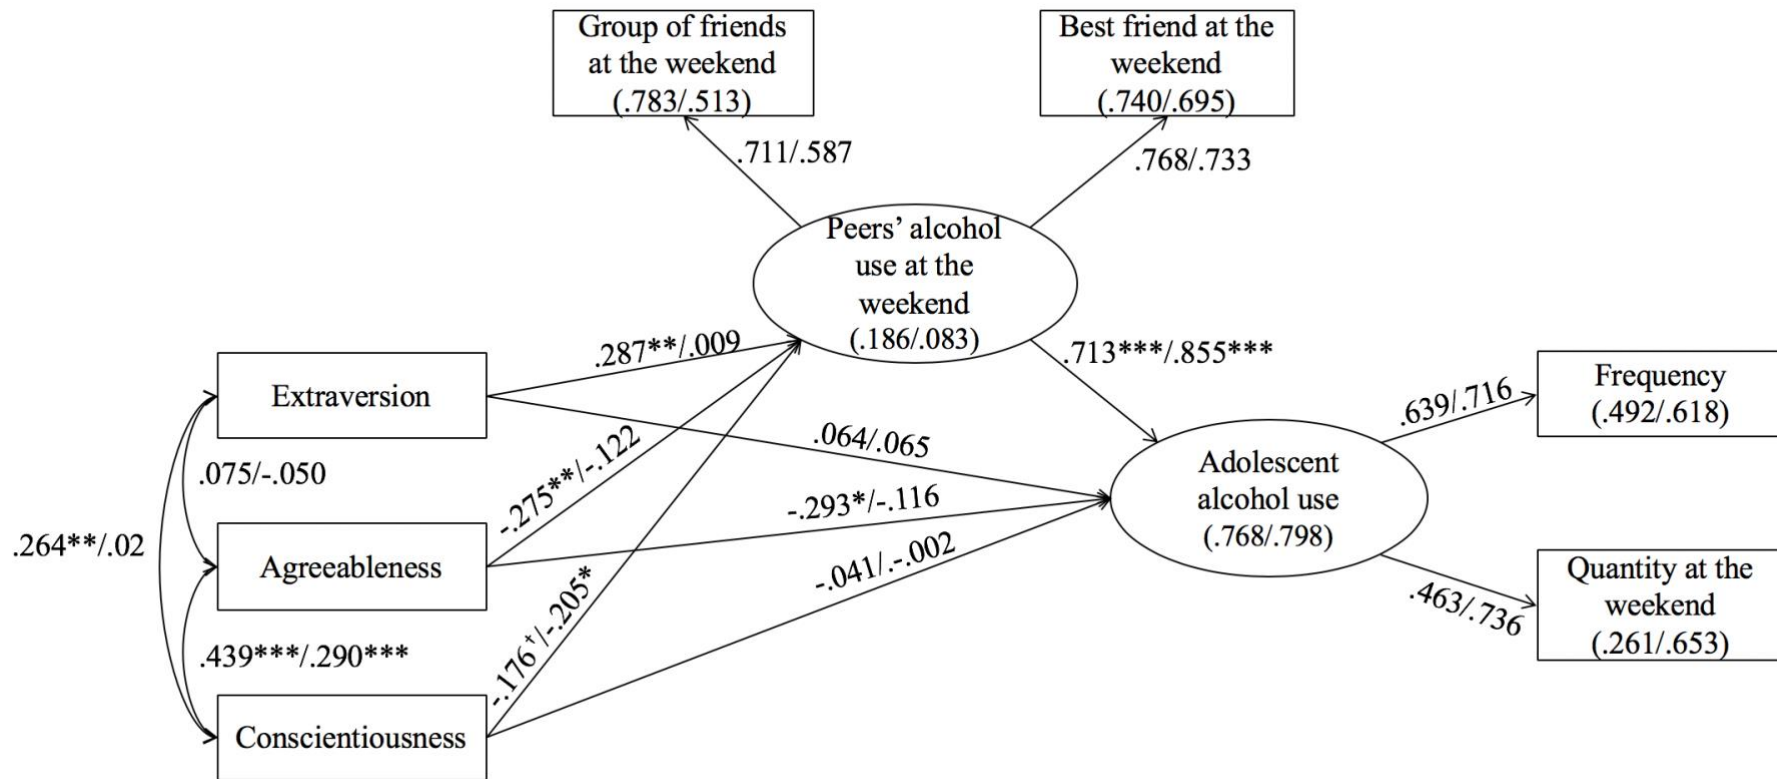 Group of friends
at the weekend
(.783/.513)
Best friend at the
weekend
(.740/.695)
.711/.587
.768/.733
Peers’ alcohol
use at the
weekend
(.186/.083)
.287**/.009
.713***/.855***
Extraversion
Frequency
(.492/.618)
.639/.716
.064/.065
-.275**/-.122
.075/-.050
Adolescent
alcohol use
(.768/.798)
-.293*/-.116
.264**/.02
Agreeableness
-.041/.-.002
Quantity at the
weekend
(.261/.653)
.463/.736
-.176†/-.205*
.439***/.290***
Conscientiousness